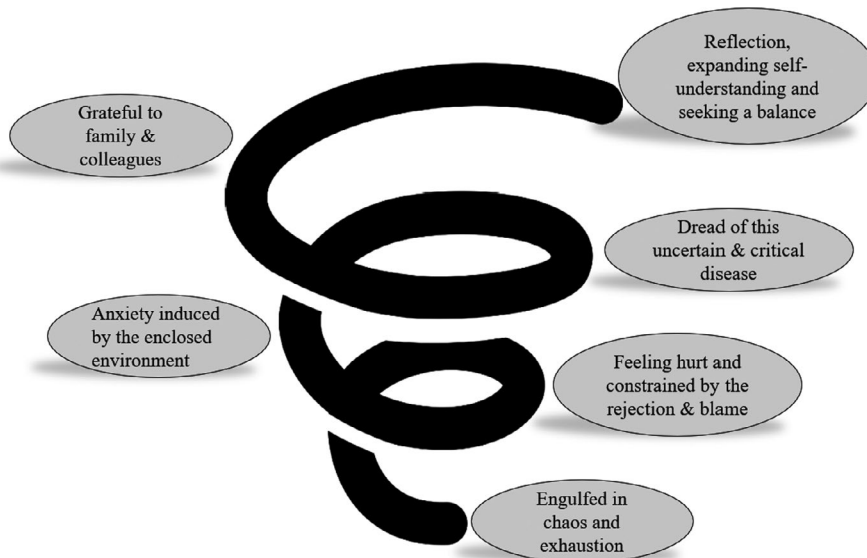 Reflection,
expanding self-
understanding and
seeking a balance
Grateful to
family &
colleagues
Dread of this
uncertain & critical
disease
Anxiety induced
by the enclosed
environment
Feeling hurt and
constrained by the
rejection & blame
Engulfed in
chaos and
exhaustion